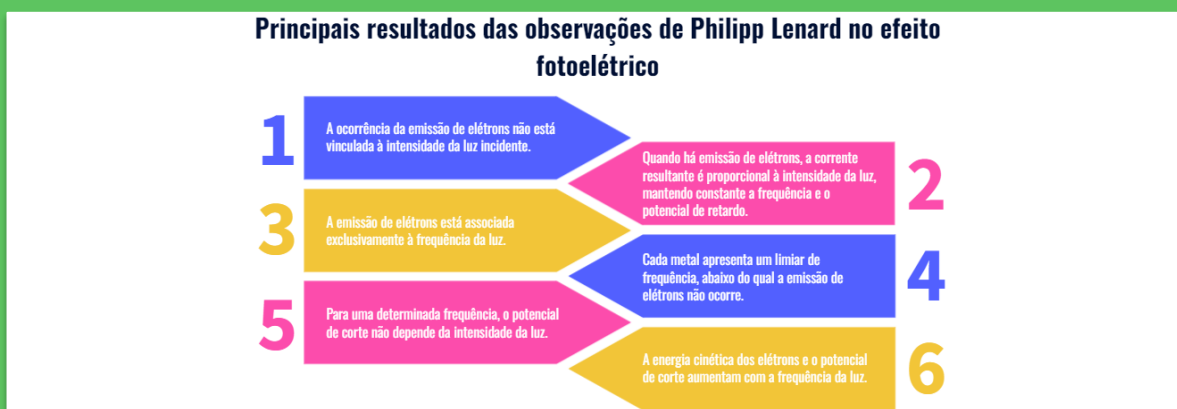 Principais resultados das observações de Philipp Lenard no efeito
fotoelétrico
1
A ocorrência da emissão de elétrons não está
vinculada à intensidade da luz incidente.
Quando há emissão de elétrons, a corrente
resultante é proporcional à intensidade da luz,
mantendo constante a frequência e o
potencial de retardo.
2
3
A emissão de elétrons está associada
exclusivamente à frequência da luz.
Cada metal apresenta um limiar de
frequência, abaixo do qual a emissão de
elétrons não ocorre.
4
5
Para uma determinada frequência, o potencial
de corte não depende da intensidade da luz.
A energia cinética dos elétrons e o potencial
de corte aumentam com a frequência da luz.
6